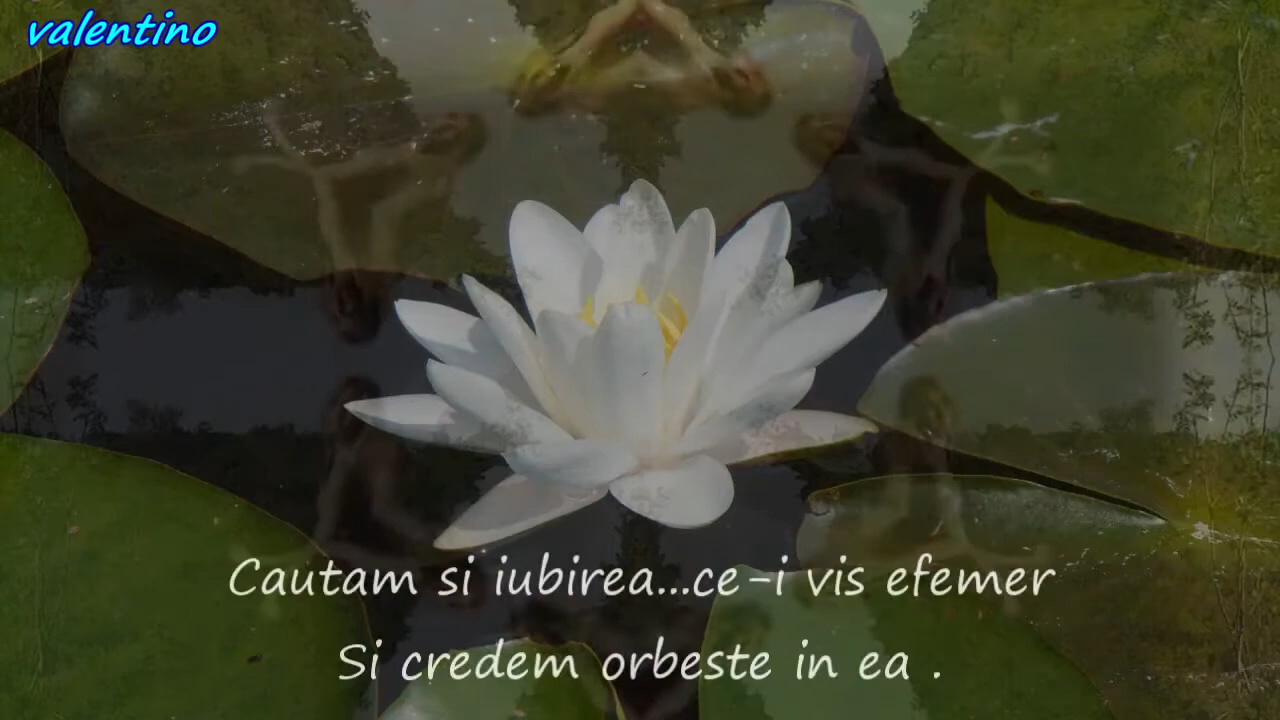 valentino
Cautam si iubirea...ce-i vis efemer
Si credem orbeste in ea .